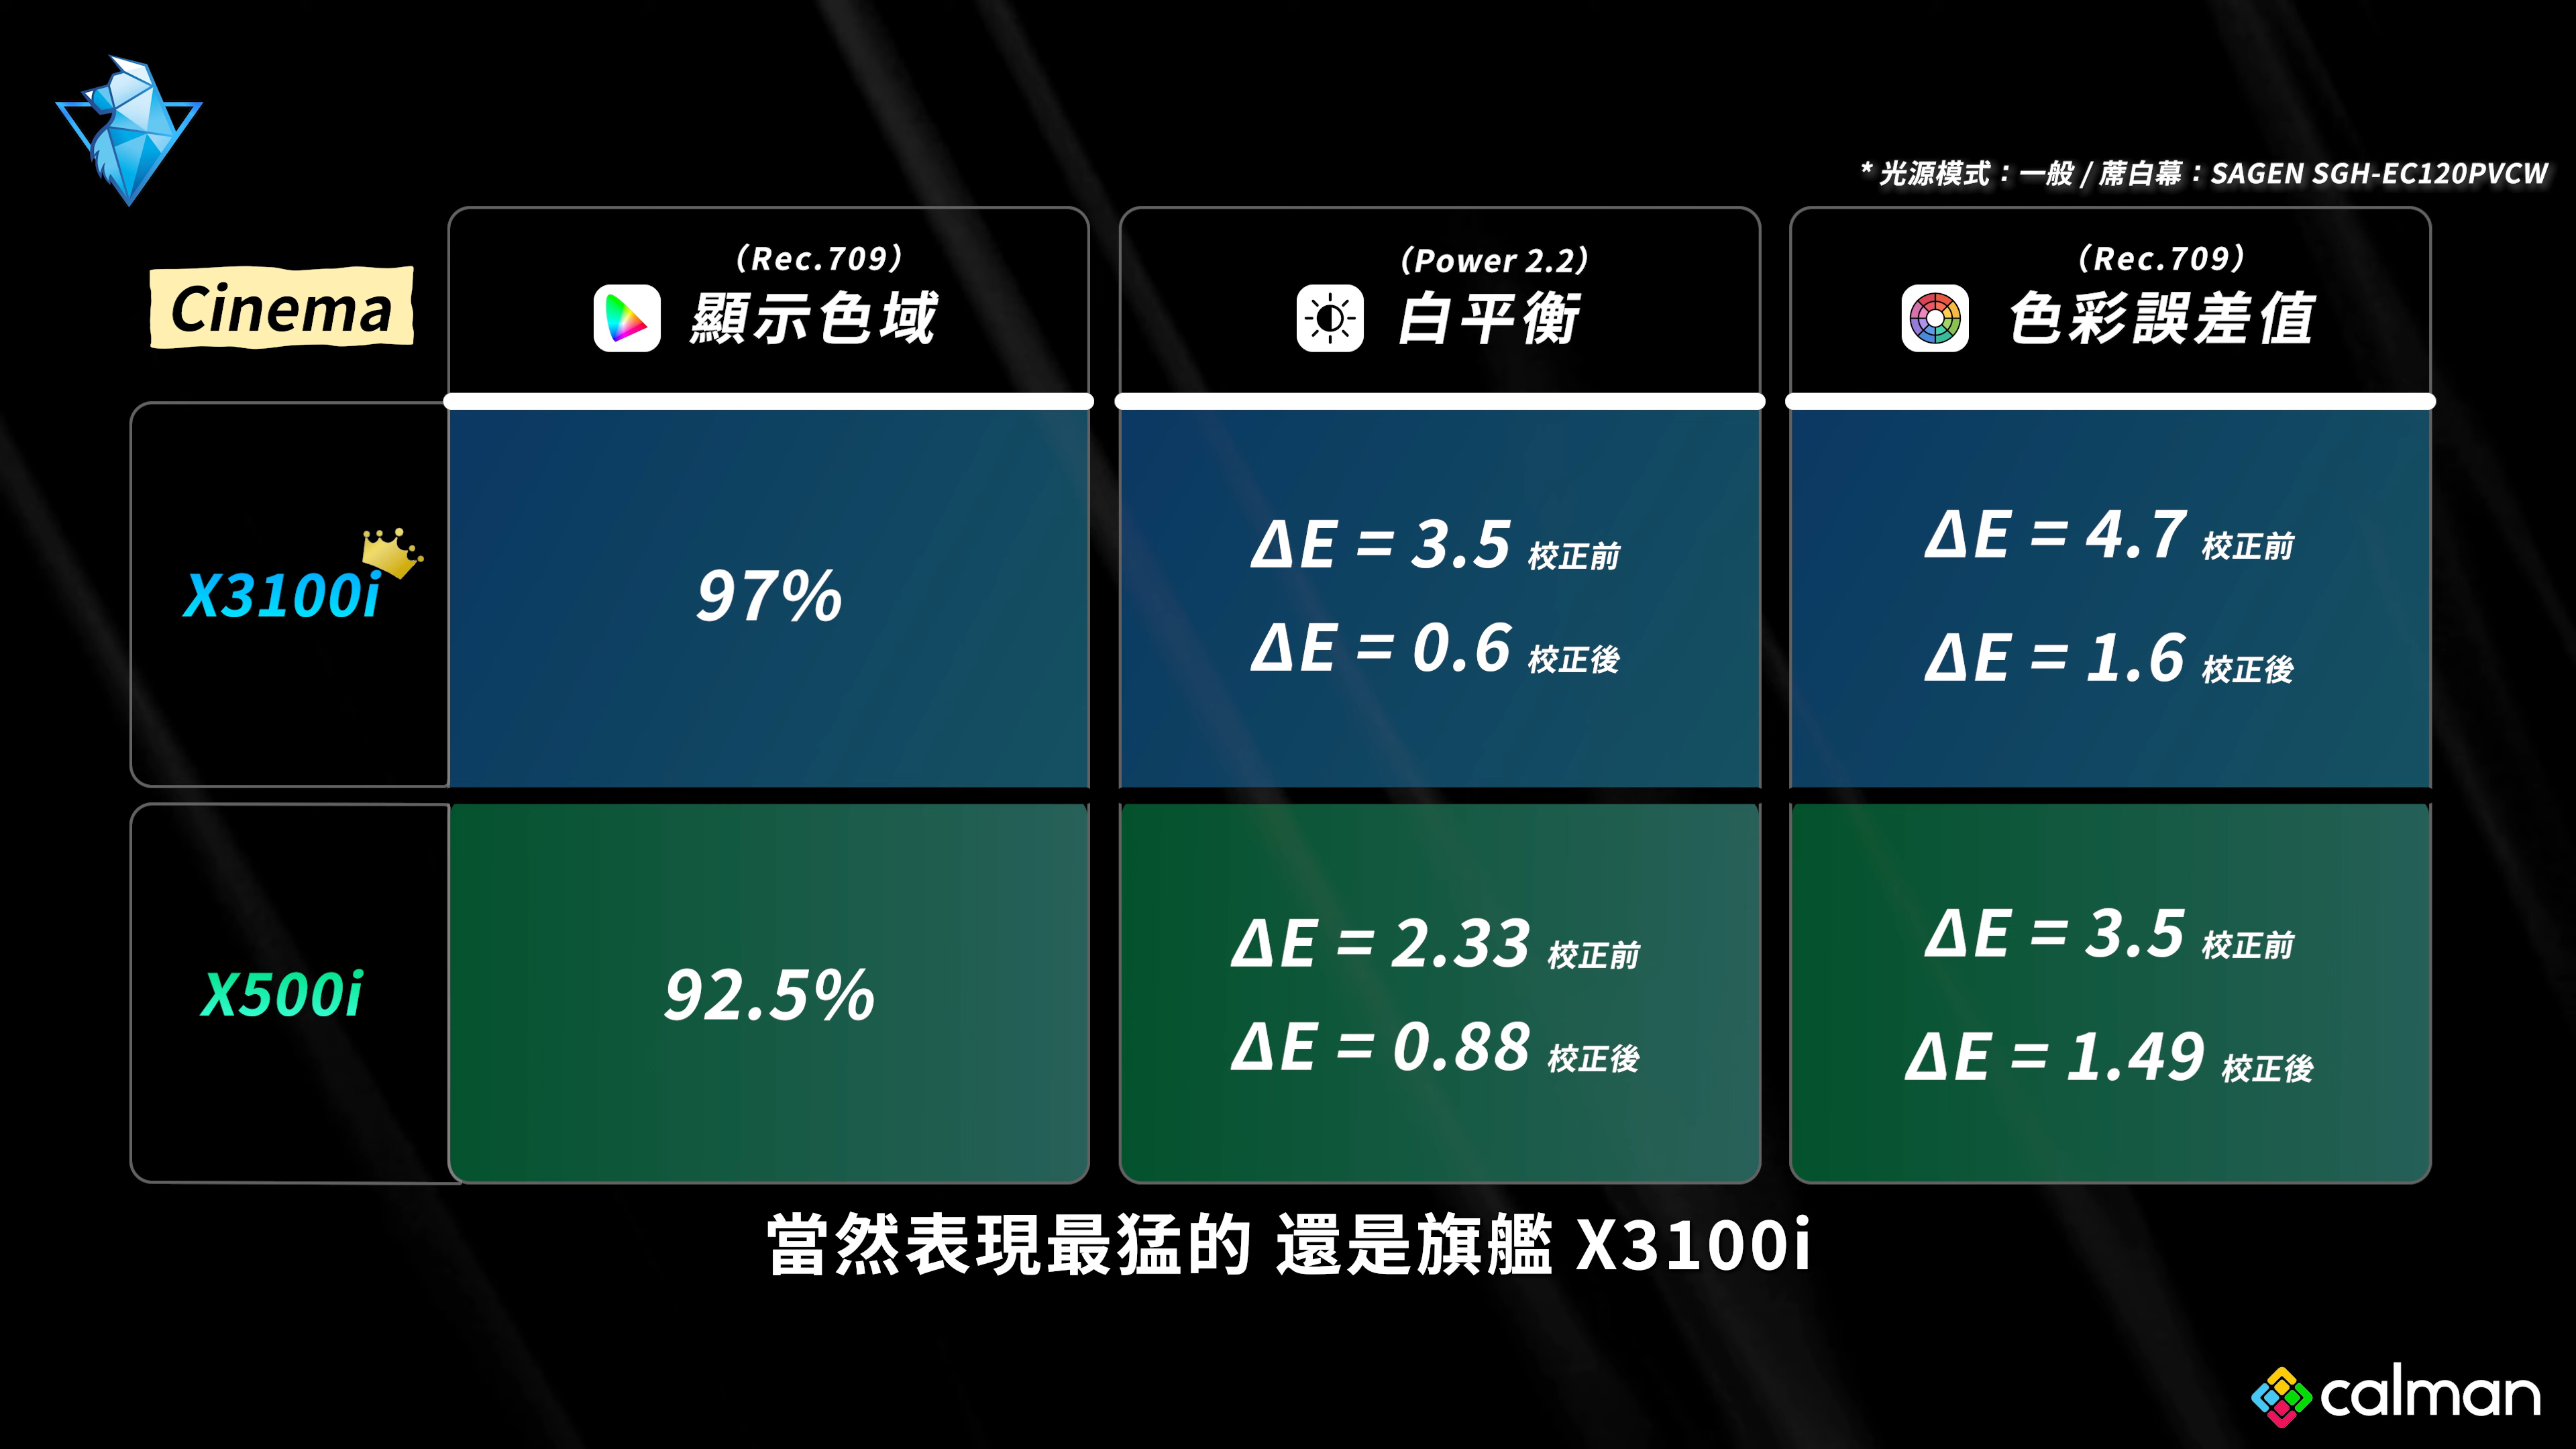 * 光源模式：一般 / 蓆白幕：SAGEN SGH-EC120PVCW
Cinema
（Rec.709）
顯示色域
（Power 2.2）
白平衡
（Rec.709）
色彩誤差值
X3100i
97%
ΔE = 3.5 校正前
ΔE = 0.6 校正後
ΔE = 4.7 校正前
ΔE = 1.6 校正後
X500i
92.5%
ΔE = 2.33 校正前
ΔE = 0.88 校正後
ΔE = 3.5 校正前
ΔE = 1.49 校正後
當然表現最猛的 還是旗艦 X3100i
calman